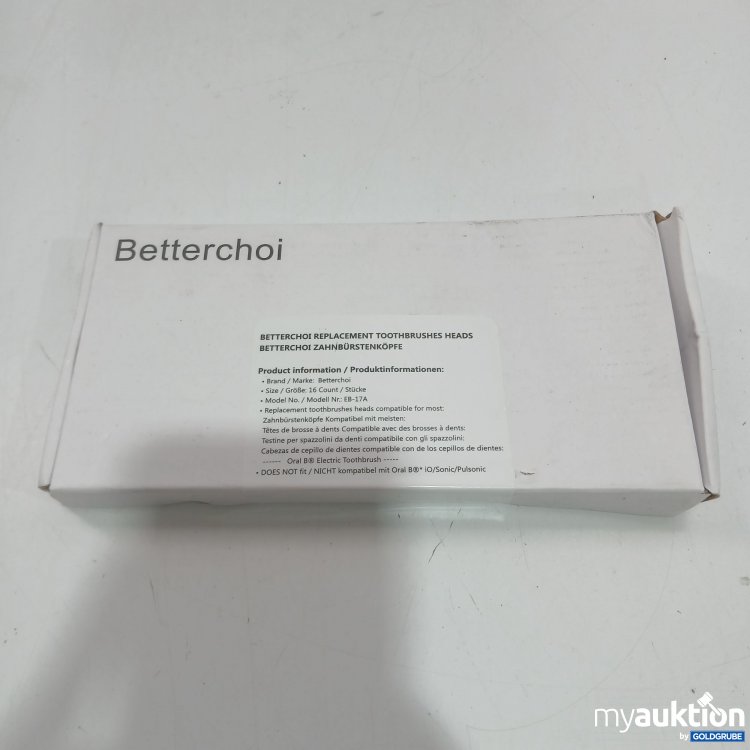 Betterchoi
BETTERCHOI REPLACEMENT TOOTHBRUSHES HEADS
BETTERCHOI ZAHNBÜRSTENKÖPFE
Product information / Produktinformationen:
• Brand / Marke: Betterchoi
• Size / Größe: 16 Count / Stücke
• Model No. / Modell Nr.: EB-17A
• Replacement toothbrushes heads compatible for most:
Zahnbürstenköpfe Kompatibel mit meisten:
Têtes de brosse à dents Compatible avec des brosses à dents:
Testine per spazzolini da denti compatibile con gli spazzolini:
Cabezas de cepillo de dientes compatible con de los cepillos de dientes:
------ Oral B® Electric Toothbrush -----
• DOES NOT fit / NICHT kompatibel mit Oral B®* iO/Sonic/Pulsonic
myauktion
by GOLDGRUBE